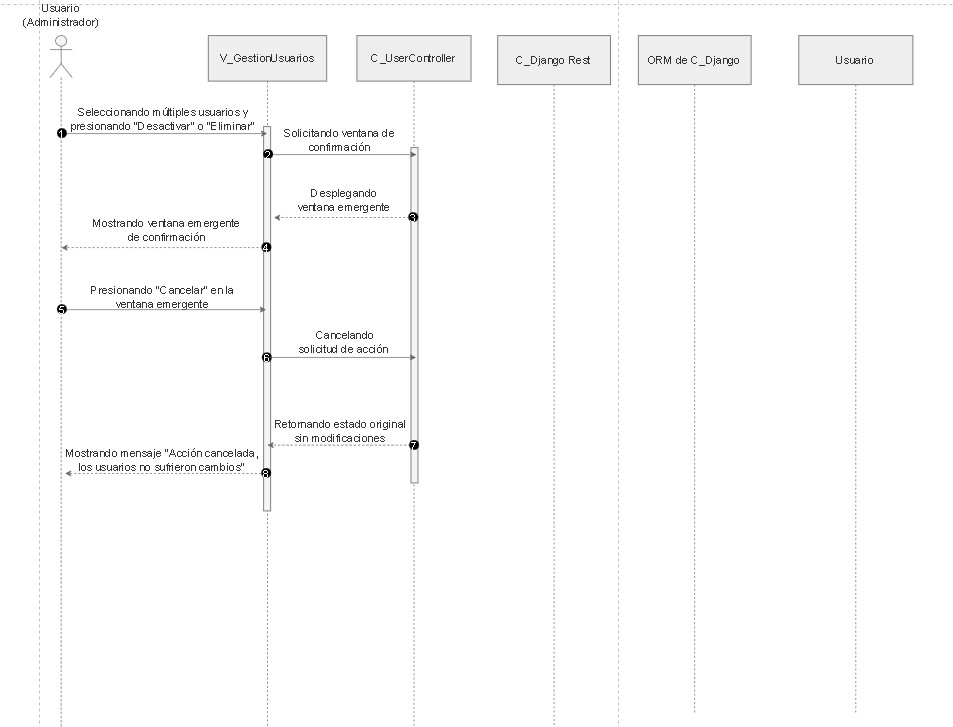 Usuario
(Administrador)
V_GestionUsuarios
C_UserController
C_Django Rest
ORM de C_Django
Usuario
Seleccionando múltiples usuarios y
presionando "Desactivar" o "Eliminar"
1
Solicitando ventana de
confirmación
2
Desplegando
ventana emergente
3
Mostrando ventana emergente
de confirmación
4
Presionando "Cancelar" en la
ventana emergente
5
Cancelando
solicitud de acción
6
Retornando estado original
sin modificaciones
7
Mostrando mensaje "Acción cancelada,
los usuarios no sufrieron cambios"
8